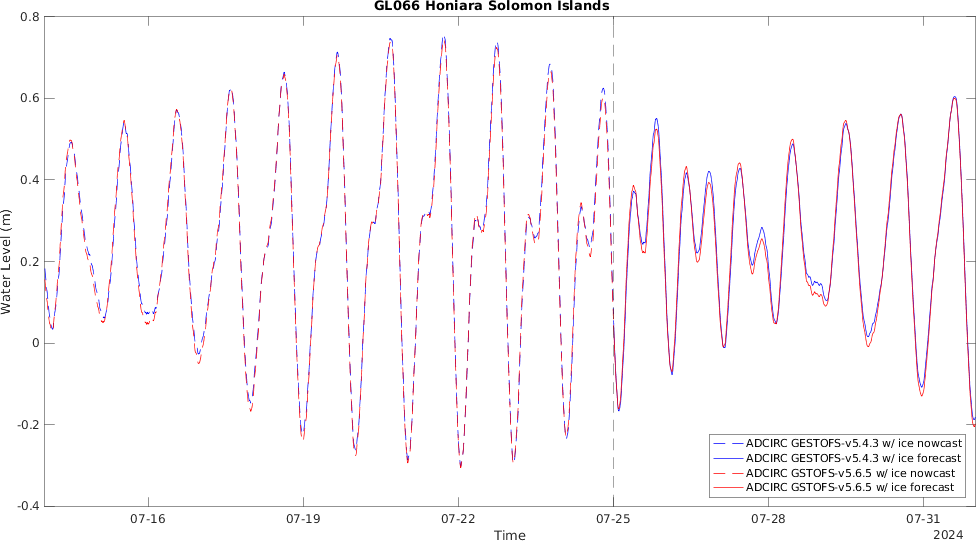 GL066 Honiara Solomon Islands
0.8
0.6
0.4
0.2
0
-0.2
-0.4
Water Level (m)
ADCIRC GESTOFS-v5.4.3 w/ ice nowcast
ADCIRC GESTOFS-v5.4.3 w/ ice forecast
ADCIRC GSTOFS-v5.6.5 w/ ice nowcast
ADCIRC GSTOFS-v5.6.5 w/ ice forecast
07-16 07-19 07-22 07-25 07-28 07-31
2024
Time